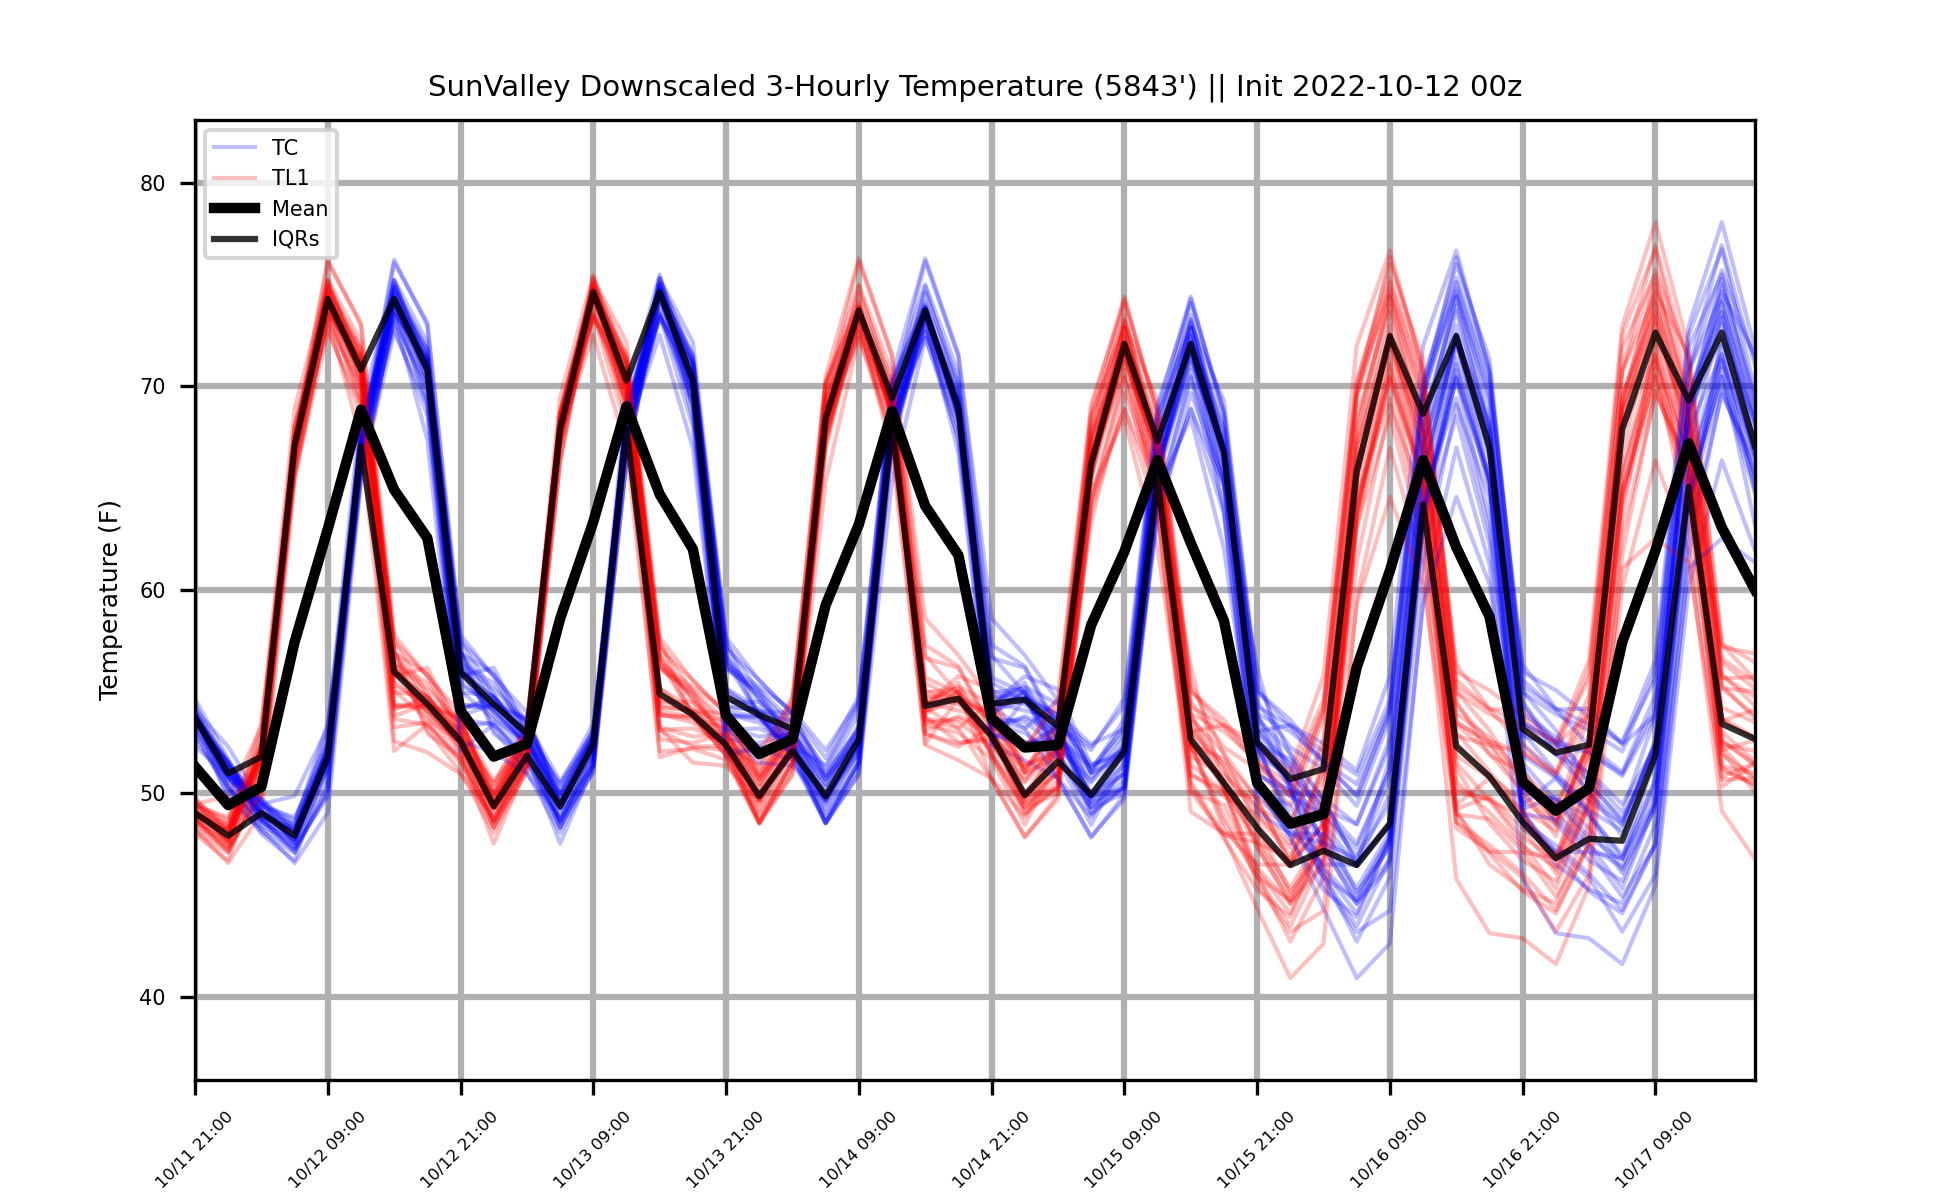 SunValley Downscaled 3-Hourly Temperature (5843') || Init 2022-10-12 00z
TC
TL1
Mean
IQRs
Temperature (F)
80
70
60
50
40
10/11 21:00
10/12 09:00
10/12 21:00
10/13 09:00
10/13 21:00
10/14 09:00
10/14 21:00
10/15 09:00
10/15 21:00
10/16 09:00
10/16 21:00
10/17 09:00